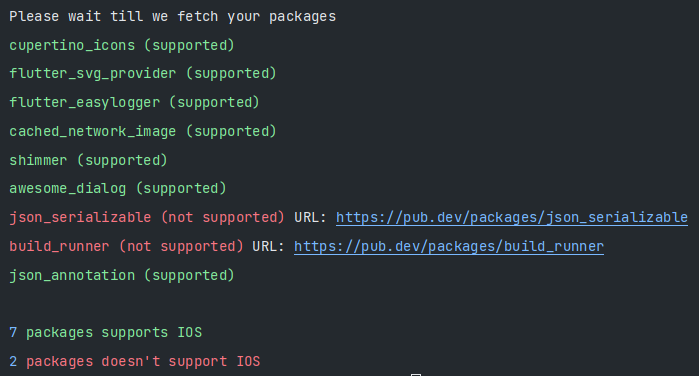 Please wait till we fetch your packages
cupertino_icons (supported)
flutter_svg_provider (supported)
flutter_easylogger (supported)
cached_network_image (supported)
shimmer (supported)
awesome_dialog (supported)
json_serializable (not supported) URL: https://pub.dev/packages/json_serializable
build_runner (not supported) URL: https://pub.dev/packages/build_runner
json_annotation (supported)
7 packages supports IOS
2 packages doesn't support IOS